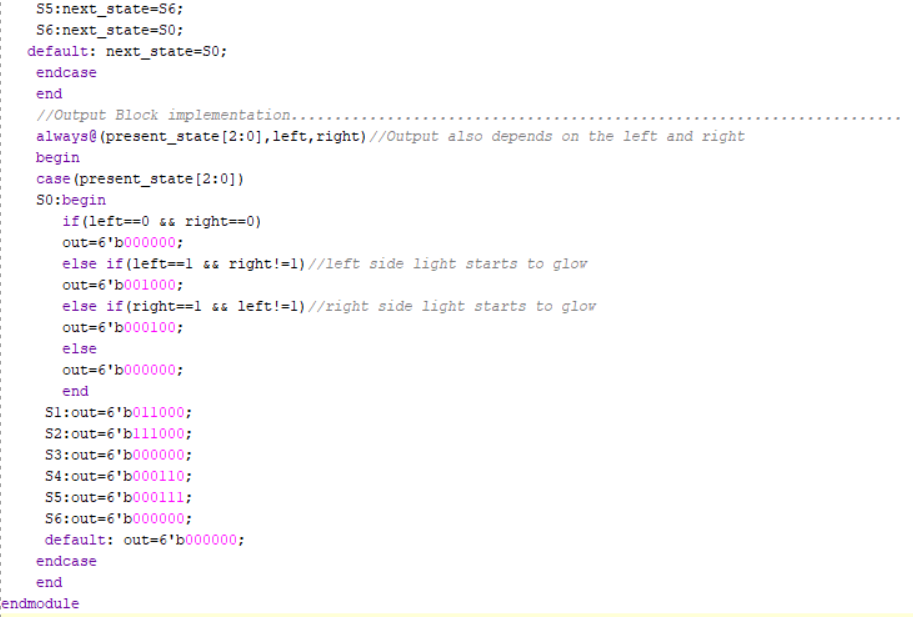 S5:next_state=S6;
S6:next_state=S0;
default: next_state=S0;
endcase
end
//Output Block implementation......................................................................
always@(present_state[2:0],left,right)//Output also depends on the left and right
begin
case(present_state[2:0])
S0:begin
if(left==0 && right==0)
out=6'b000000;
else if(left==1 && right!=1)//left side light starts to glow
out=6'b001000;
else if(right==1 && left!=1)//right side light starts to glow
out=6'b000100;
else
out=6'b000000;
end
S1:out=6'b011000;
S2:out=6'b111000;
S3:out=6'b000000;
S4:out=6'b000110;
S5:out=6'b000111;
S6:out=6'b000000;
default: out=6'b000000;
endcase
end
endmodule